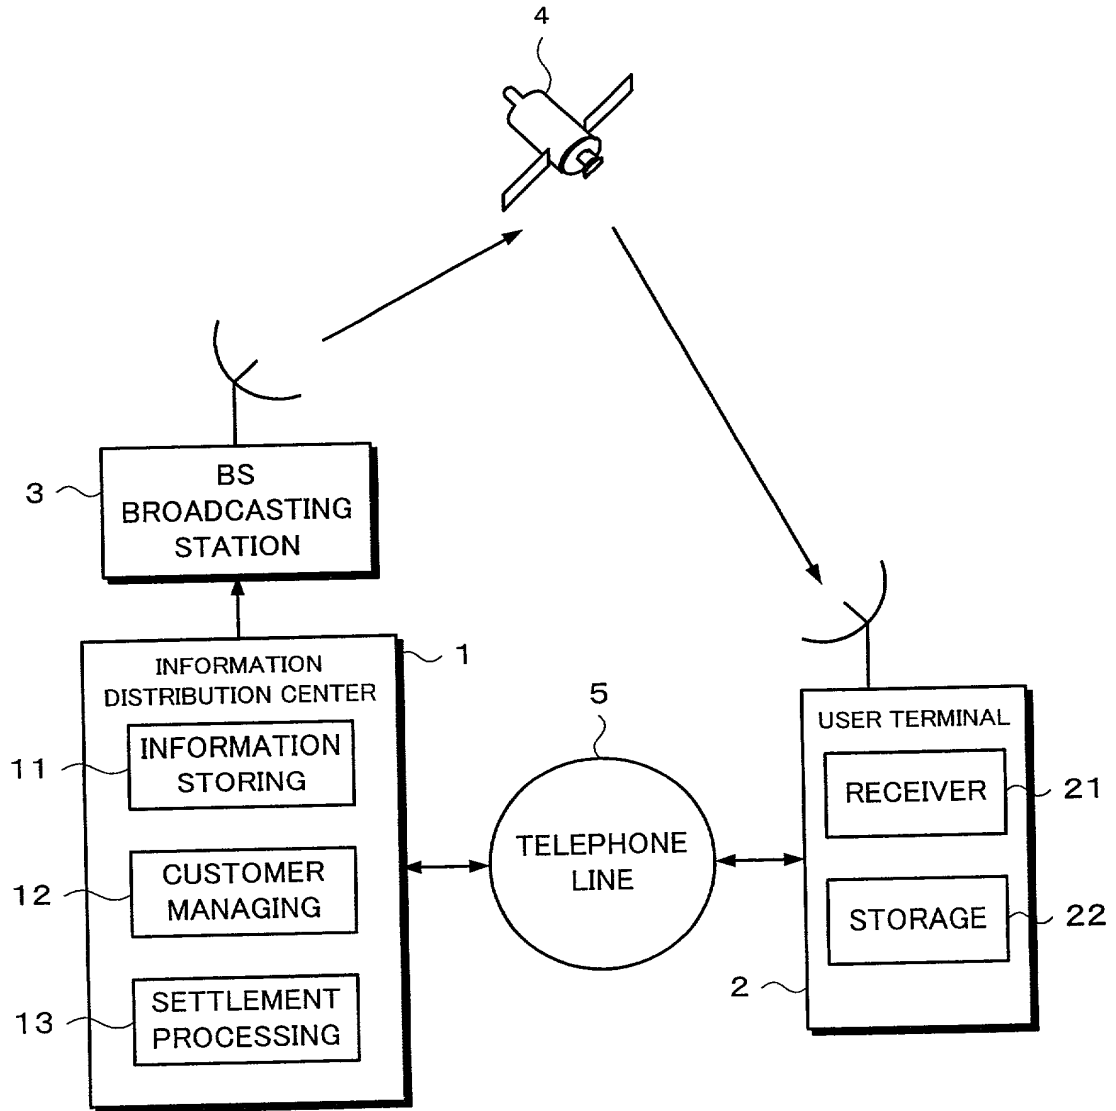 4
3
BS
BROADCASTING
STATION
1
INFORMATION
DISTRIBUTION CENTER
11
INFORMATION
STORING
12
CUSTOMER
MANAGING
13
SETTLEMENT
PROCESSING
5
TELEPHONE
LINE
USER TERMINAL
RECEIVER
21
STORAGE
22
2